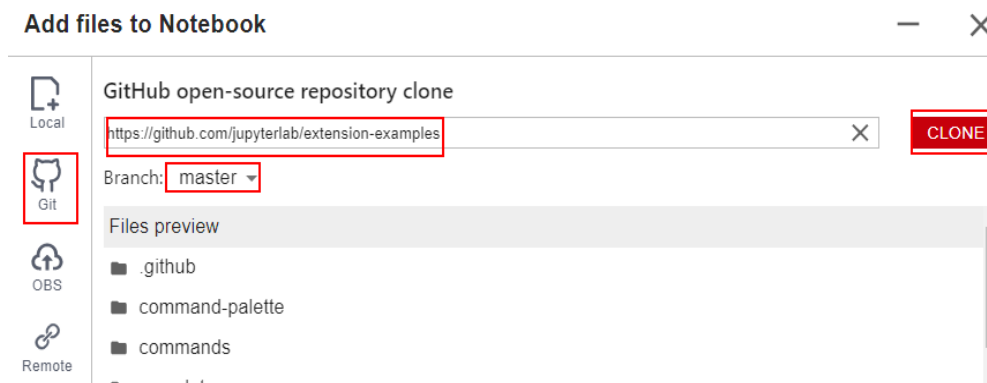 Add files to Notebook
Local
Git
OBS
Remote
GitHub open-source repository clone
https://github.com/jupyterlab/extension-examples
CLONE
Branch: master
Files preview
.github
command-palette
commands